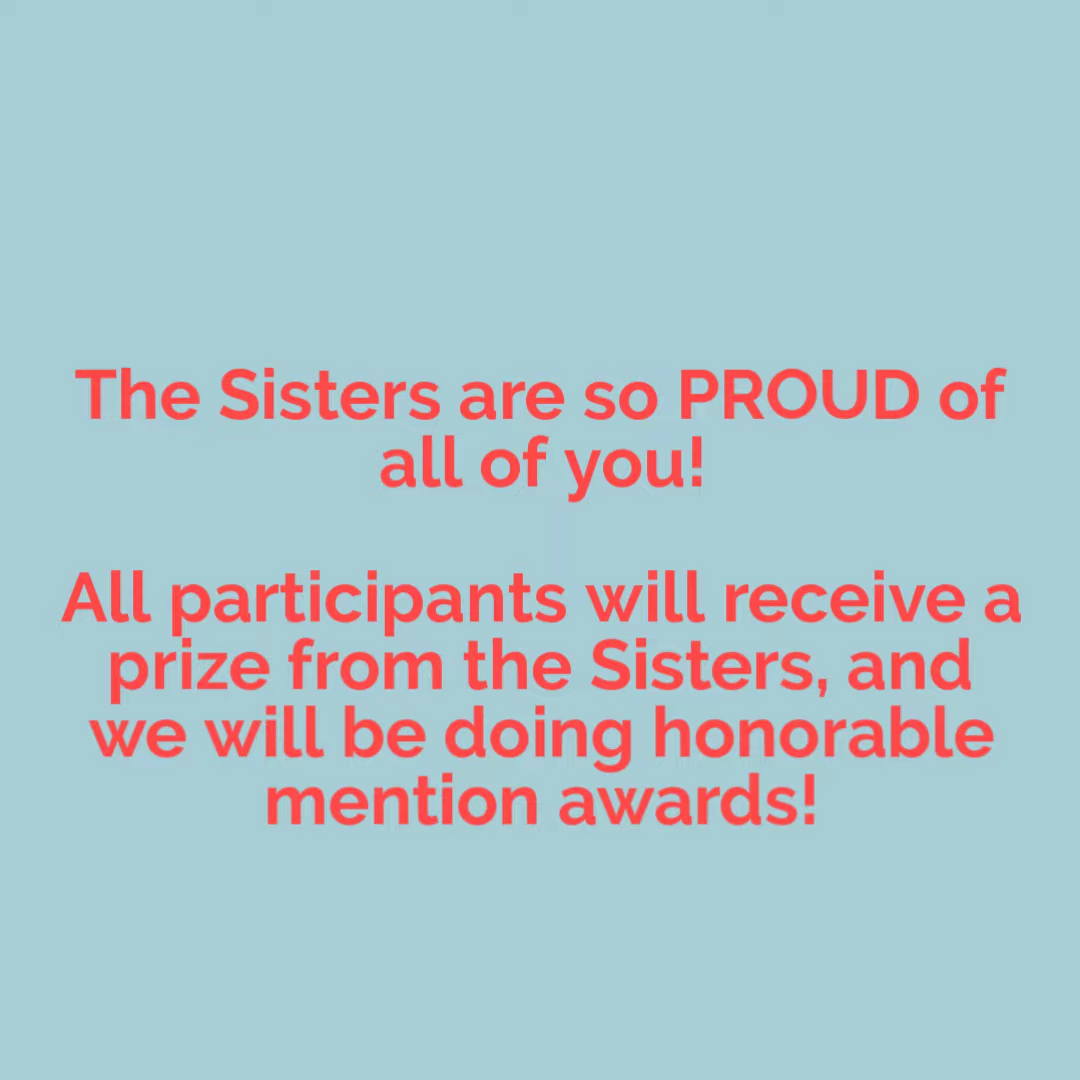 The Sisters are so PROUD of
all of you!
All participants will receive a
prize from the Sisters, and
we will be doing honorable
mention awards!